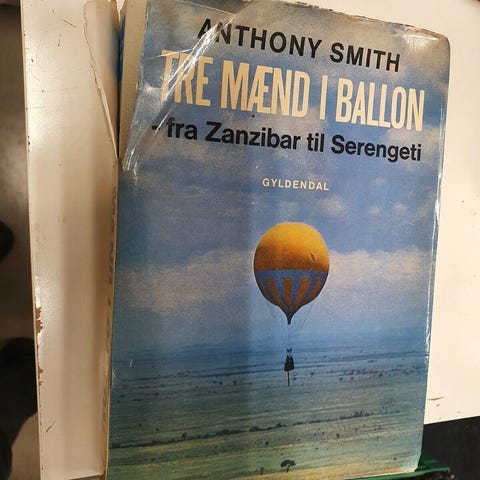 ANTHONY SMITH
TRE MÆND I BALLON
- fra Zanzibar til Serengeti
GYLDENDAL